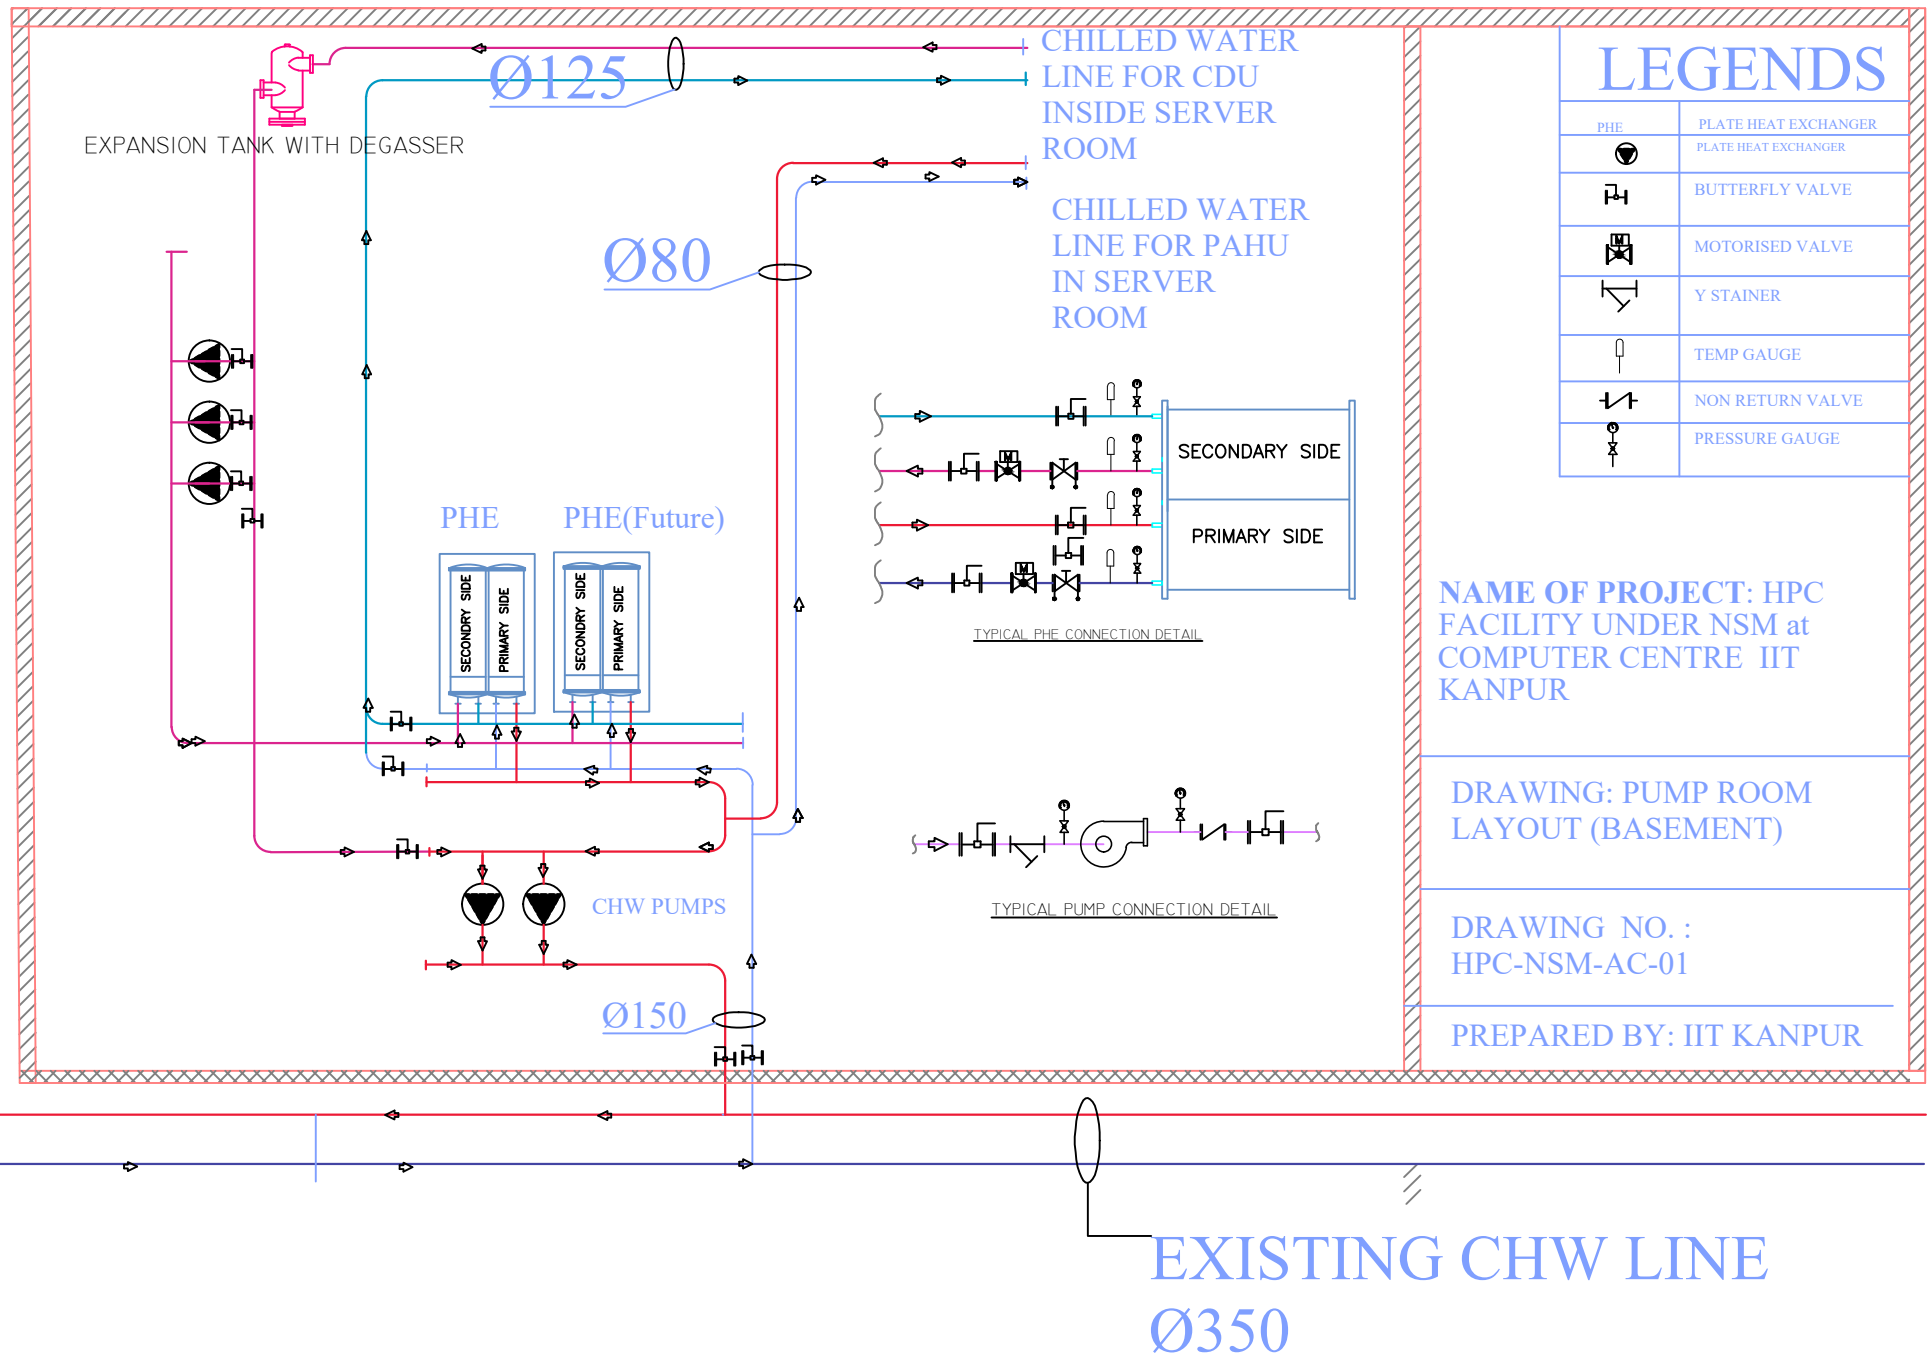 Ø125
CHILLED WATER
LINE FOR CDU
INSIDE SERVER
ROOM
EXPANSION TANK WITH DEGASSER
CHILLED WATER
LINE FOR PAHU
IN SERVER
ROOM
Ø80
PHE
PHE(Future)
SECONDRY SIDE
PRIMARY SIDE
SECONDRY SIDE
PRIMARY SIDE
M
SECONDARY SIDE
PRIMARY SIDE
M
TYPICAL PHE CONNECTION DETAIL
CHW PUMPS
TYPICAL PUMP CONNECTION DETAIL
Ø150
EXISTING CHW LINE
Ø350
LEGENDS
PHE PLATE HEAT EXCHANGER
PLATE HEAT EXCHANGER
BUTTERFLY VALVE
M MOTORISED VALVE
Y STAINER
TEMP GAUGE
NON RETURN VALVE
PRESSURE GAUGE
NAME OF PROJECT: HPC
FACILITY UNDER NSM at
COMPUTER CENTRE IIT
KANPUR
DRAWING: PUMP ROOM
LAYOUT (BASEMENT)
DRAWING NO. :
HPC-NSM-AC-01
PREPARED BY: IIT KANPUR